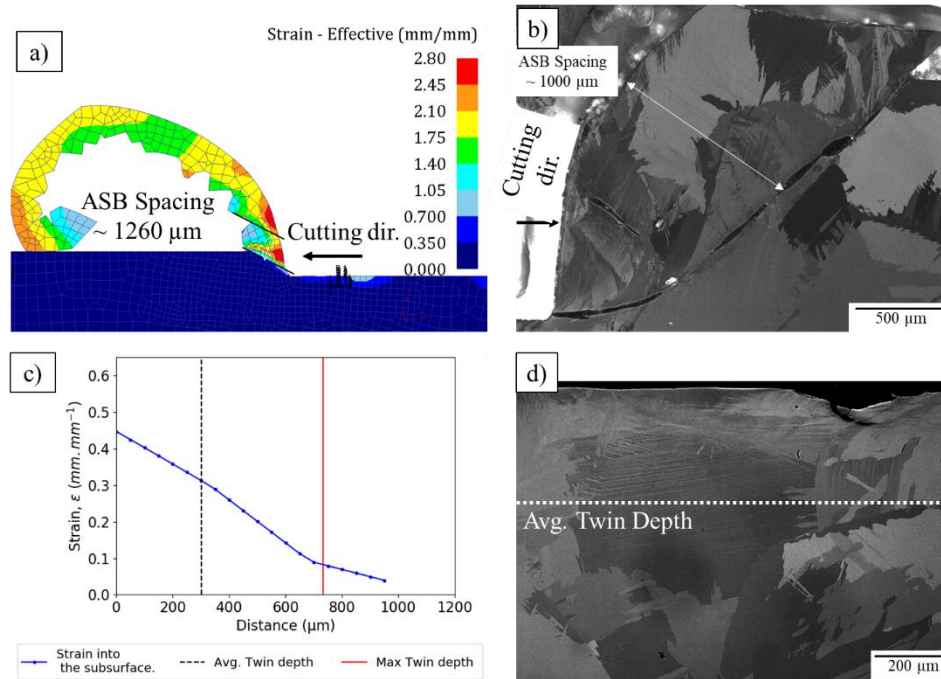 a)
Strain - Effective (mm/mm)
2.80
2.45
2.10
1.75
1.40
1.05
0.700
0.350
0.000
ASB Spacing
~ 1260 µm
Cutting dir.
b)
ASB Spacing
~ 1000 µm
Cutting
dir.
500 µm
c)
0.6
0.5
0.4
0.3
0.2
0.1
0.0
Strain, ε (mm.mm⁻¹)
0 200 400 600 800 1000 1200
Distance (µm)
Strain into
the subsurface.
Avg. Twin depth
Max Twin depth
d)
Avg. Twin Depth
200 µm